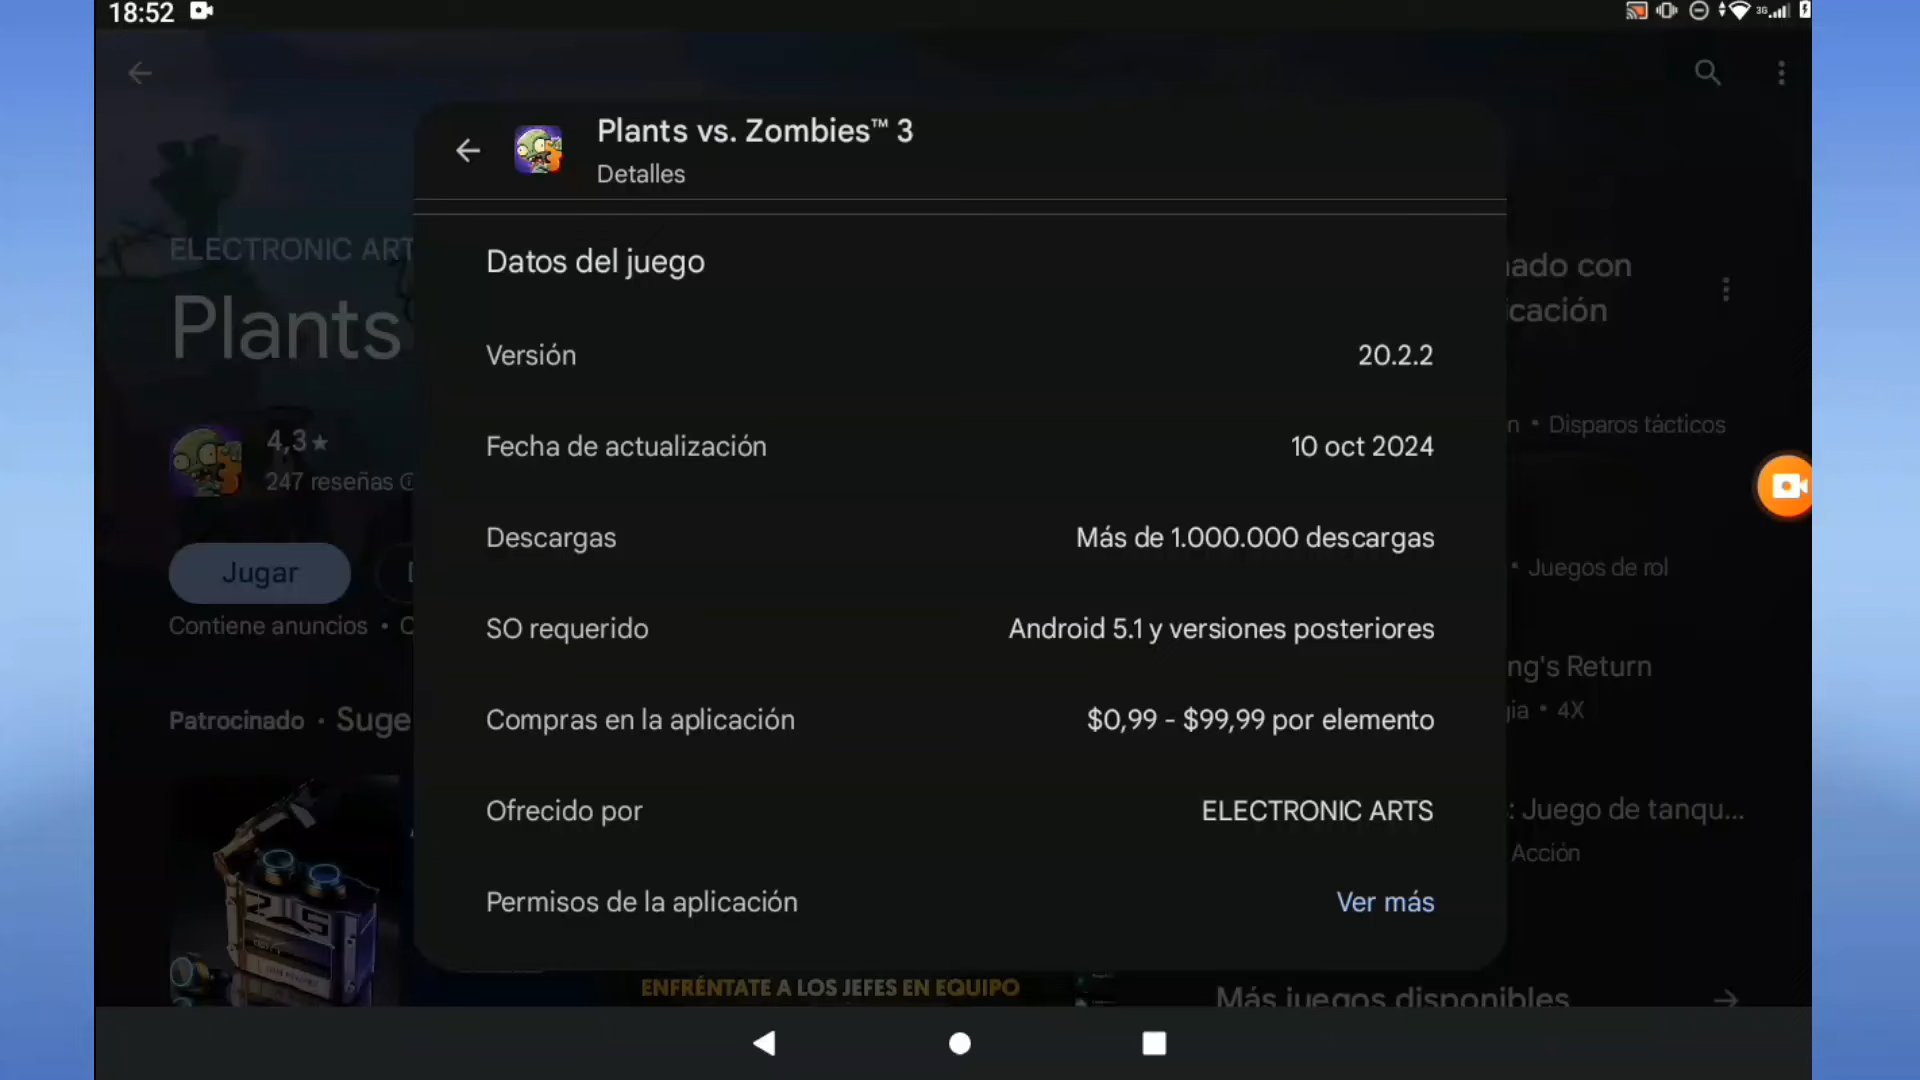 18:52
3G
Plants vs. Zombies™ 3
Detalles
Datos del juego
Versión 20.2.2
Fecha de actualización 10 oct 2024
Descargas Más de 1.000.000 descargas
SO requerido Android 5.1 y versiones posteriores
Compras en la aplicación $0,99 - $99,99 por elemento
Ofrecido por ELECTRONIC ARTS
Permisos de la aplicación Ver más
ELECTRONIC ART
Plants
4,3★
247 reseñas
Jugar
Contiene anuncios •
Patrocinado • Suge
ENFRÉNTATE A LOS JEFES EN EQUIPO
nado con
icación
n • Disparos tácticos
• Juegos de rol
ng's Return
gia • 4X
: Juego de tanqu...
Acción
Más juegos disponibles